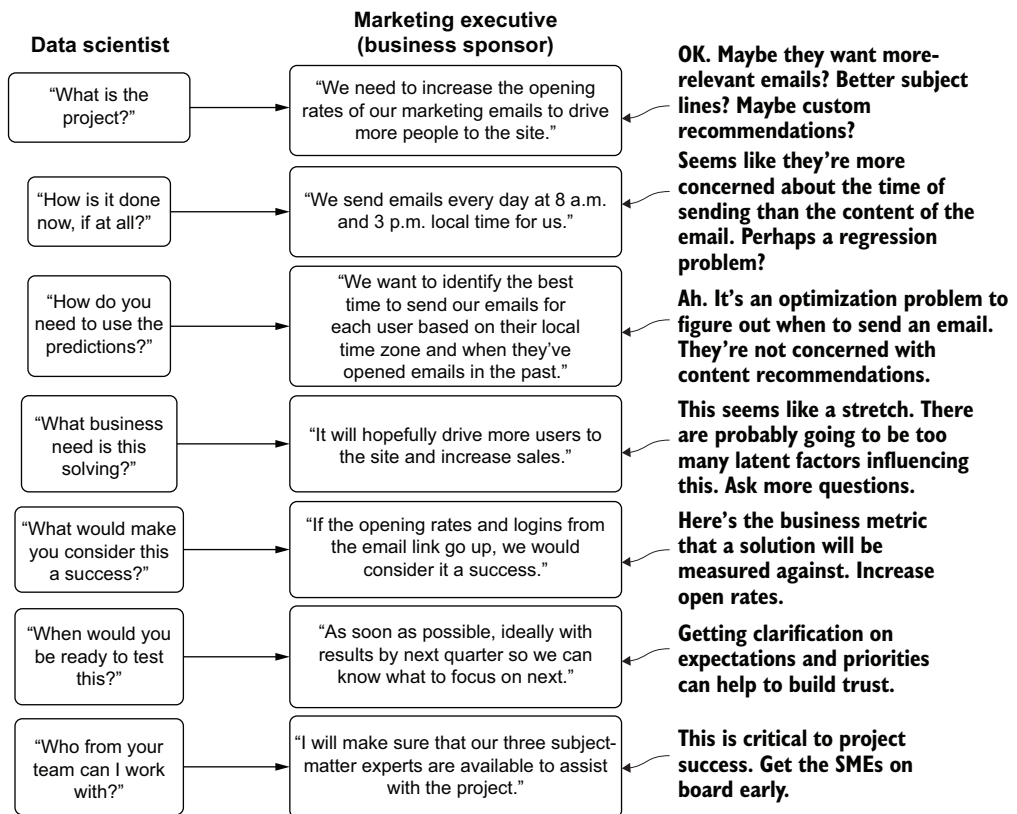 Data scientist
Marketing executive
(business sponsor)
“What is the
project?”
“We need to increase the opening
rates of our marketing emails to drive
more people to the site.”
OK. Maybe they want more-
relevant emails? Better subject
lines? Maybe custom
recommendations?
“How is it done
now, if at all?”
“We send emails every day at 8 a.m.
and 3 p.m. local time for us.”
Seems like they’re more
concerned about the time of
sending than the content of the
email. Perhaps a regression
problem?
“How do you
need to use the
predictions?”
“We want to identify the best
time to send our emails for
each user based on their local
time zone and when they’ve
opened emails in the past.”
Ah. It’s an optimization problem to
figure out when to send an email.
They’re not concerned with
content recommendations.
“What business
need is this
solving?”
“It will hopefully drive more users to
the site and increase sales.”
This seems like a stretch. There
are probably going to be too
many latent factors influencing
this. Ask more questions.
“What would make
you consider this
a success?”
“If the opening rates and logins from
the email link go up, we would
consider it a success.”
Here’s the business metric
that a solution will be
measured against. Increase
open rates.
“When would you
be ready to test
this?”
“As soon as possible, ideally with
results by next quarter so we can
know what to focus on next.”
Getting clarification on
expectations and priorities
can help to build trust.
“Who from your
team can I work
with?”
“I will make sure that our three subject-
matter experts are available to assist
with the project.”
This is critical to project
success. Get the SMEs on
board early.